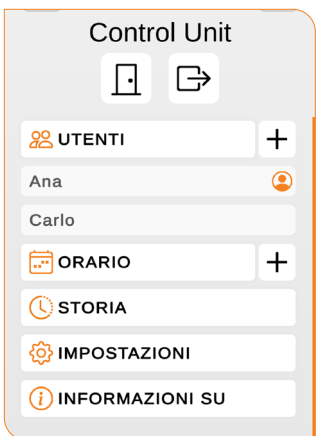 Control Unit
UTENTI
Ana
Carlo
ORARIO
STORIA
IMPOSTAZIONI
INFORMAZIONI SU